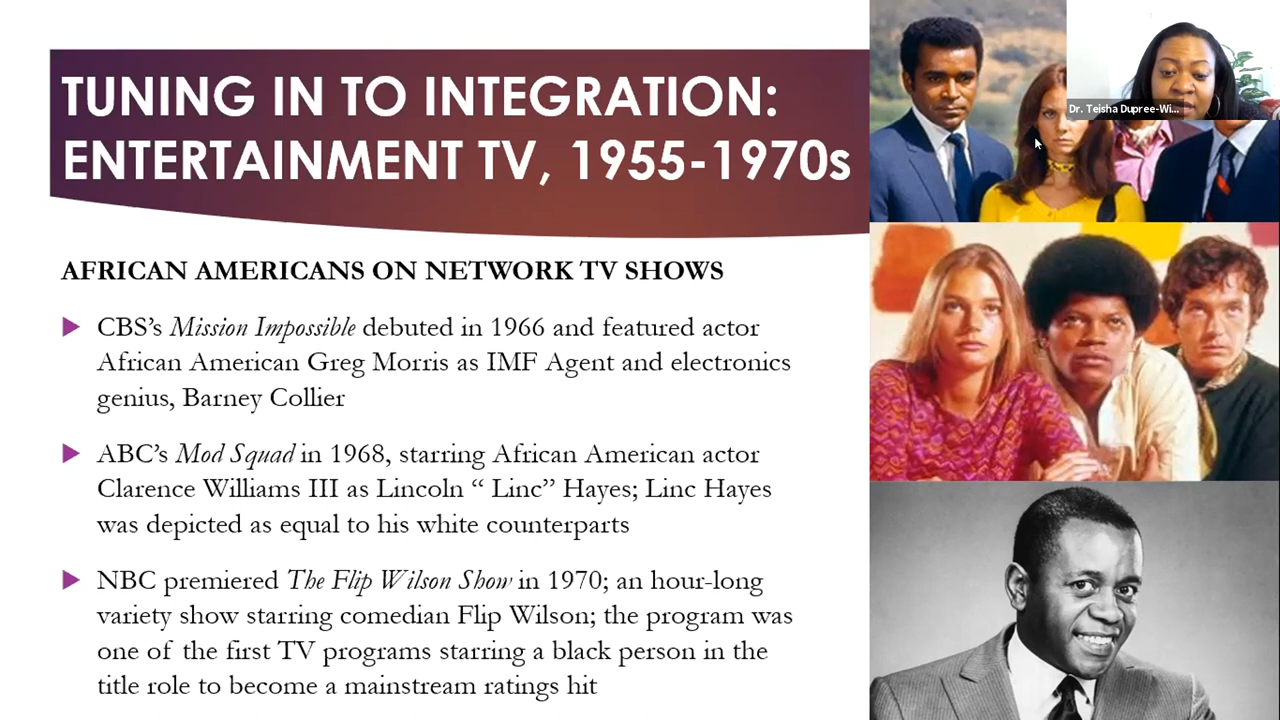 TUNING IN TO INTEGRATION:
ENTERTAINMENT TV, 1955-1970s
Dr. Teisha Dupree-Wi...
AFRICAN AMERICANS ON NETWORK TV SHOWS
CBS’s Mission Impossible debuted in 1966 and featured actor
African American Greg Morris as IMF Agent and electronics
genius, Barney Collier
ABC’s Mod Squad in 1968, starring African American actor
Clarence Williams III as Lincoln “ Linc” Hayes; Linc Hayes
was depicted as equal to his white counterparts
NBC premiered The Flip Wilson Show in 1970; an hour-long
variety show starring comedian Flip Wilson; the program was
one of the first TV programs starring a black person in the
title role to become a mainstream ratings hit